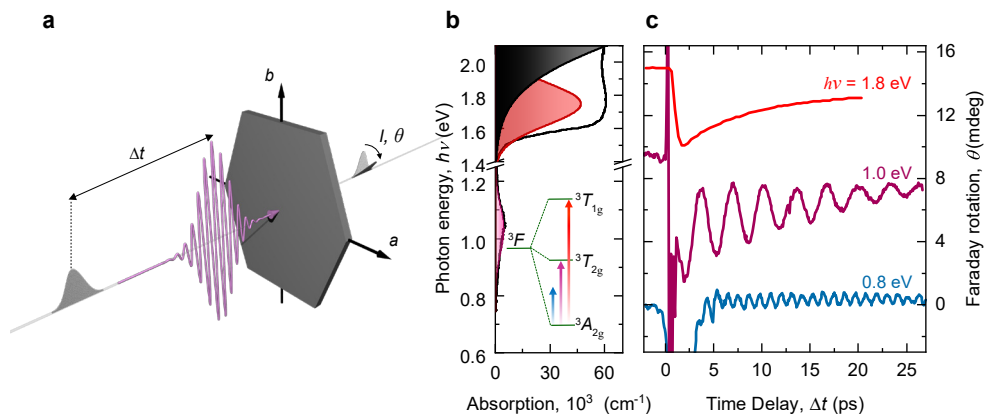 a
b
Δt
I, θ
a
b
Photon energy, hν (eV)
2.0
1.8
1.6
1.4
1.2
1.0
0.8
0.6
³F
³T₁g
³T₂g
³A₂g
0 30 60
Absorption, 10³ (cm⁻¹)
c
hν = 1.8 eV
1.0 eV
0.8 eV
16
12
8
4
0
Faraday rotation, θ (mdeg)
0 5 10 15 20 25
Time Delay, Δt (ps)